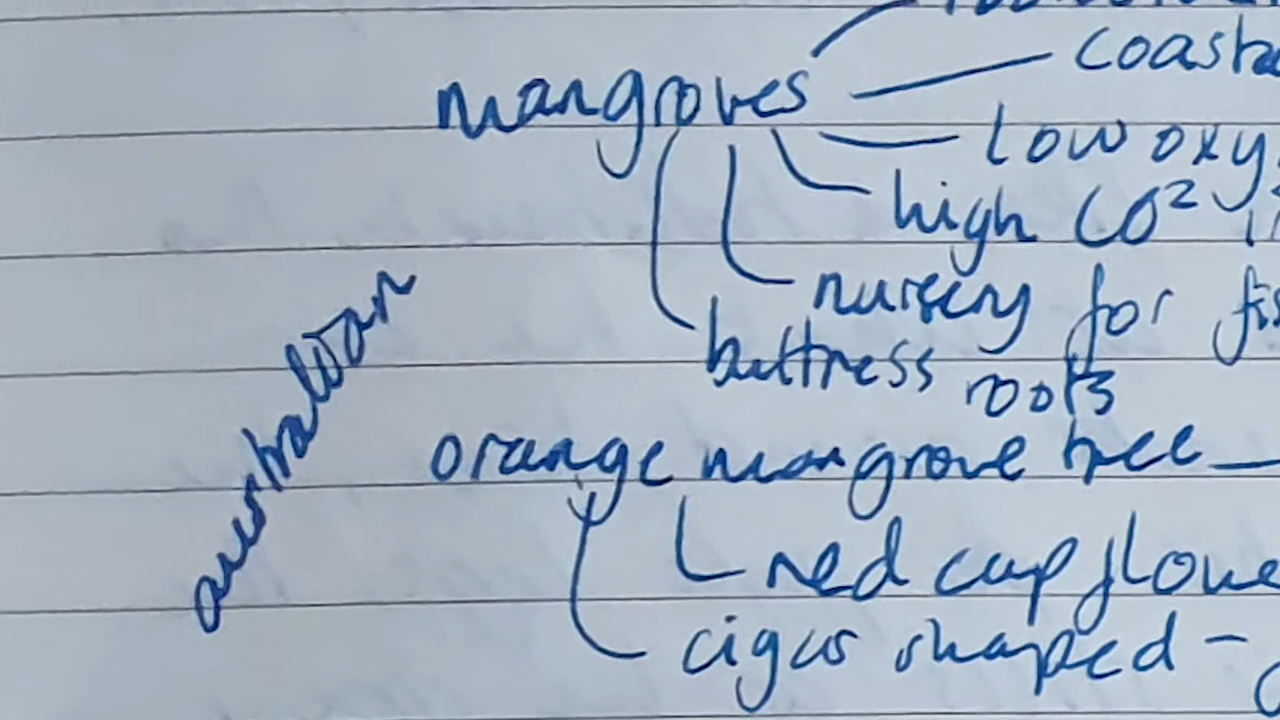 mangroves
coasta
low oxy
high CO²
nursery for fis
buttress roots
australian
orange mangrove tree
red cup flowe
cigar shaped -